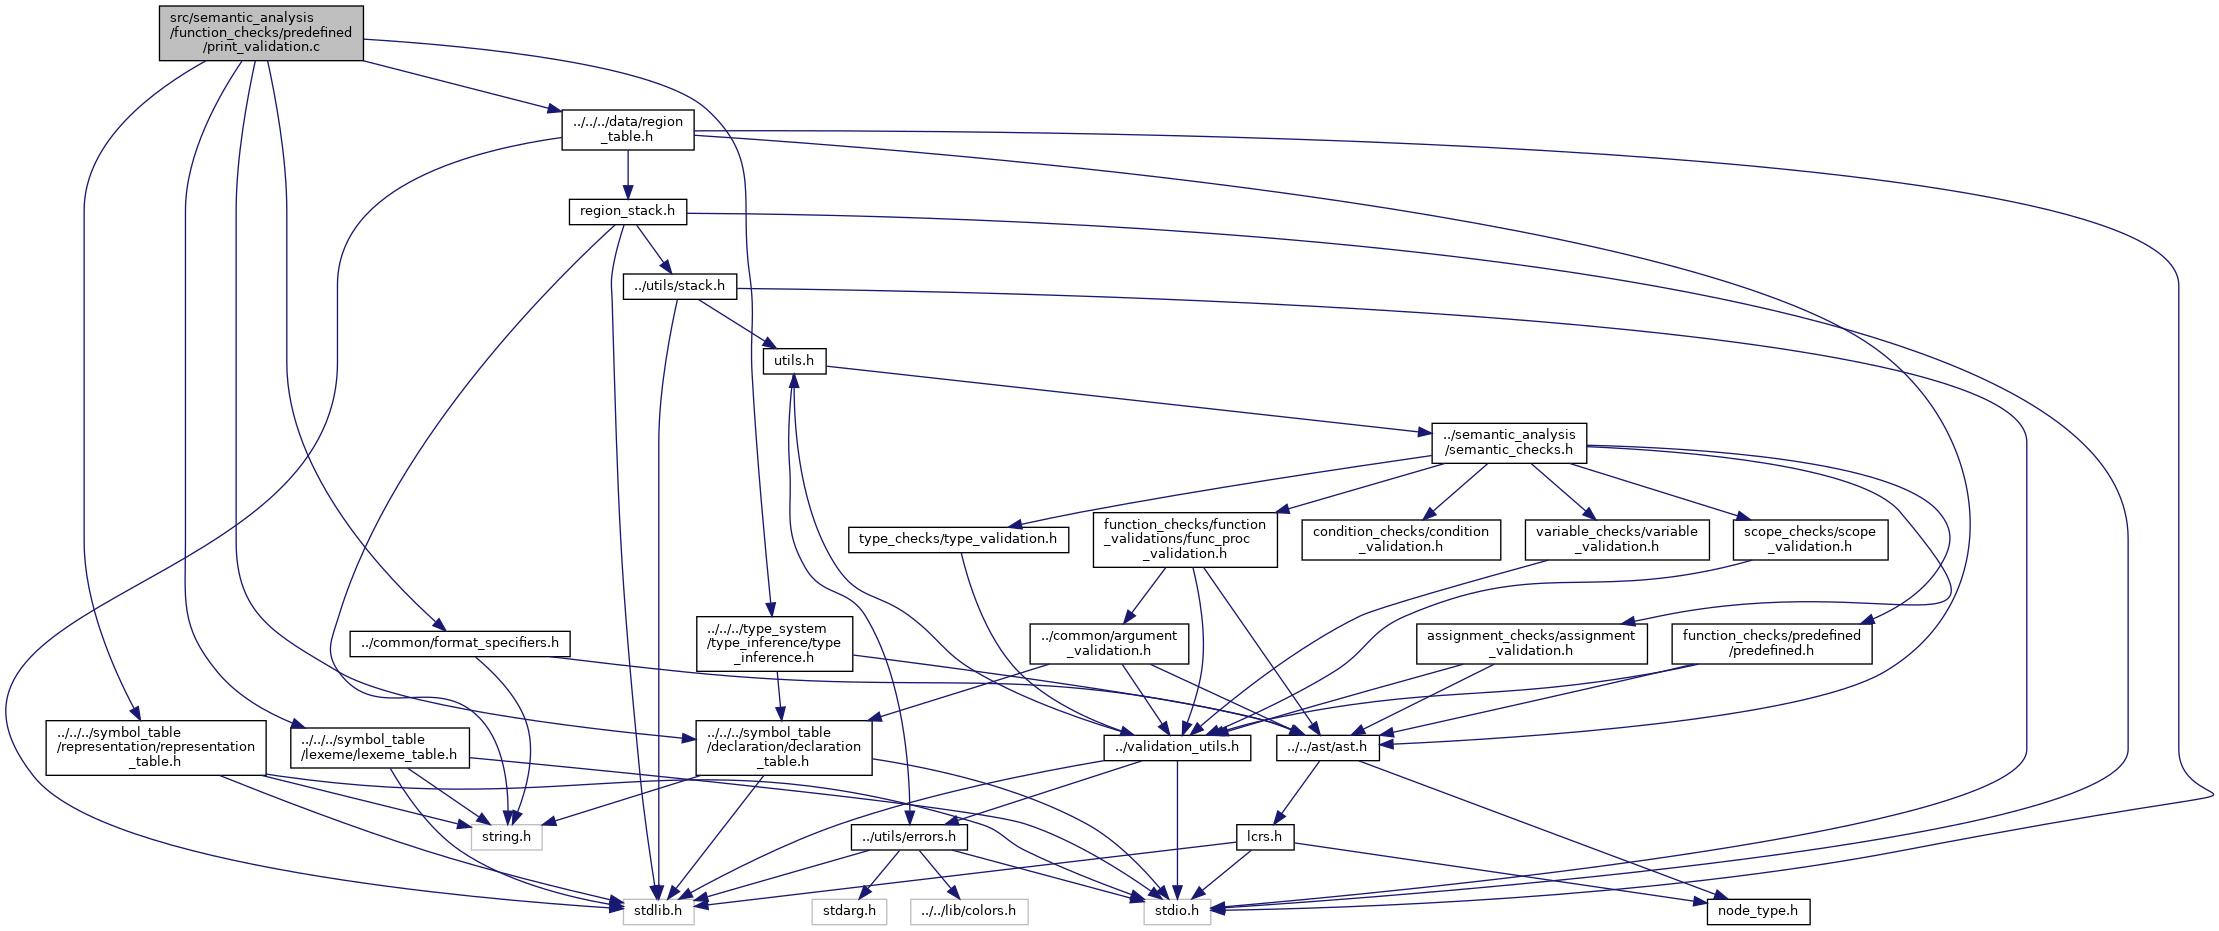 src/semantic_analysis
/function_checks/predefined
/print_validation.c
../../../data/region
_table.h
region_stack.h
../utils/stack.h
utils.h
../semantic_analysis
/semantic_checks.h
type_checks/type_validation.h
function_checks/function
_validations/func_proc
_validation.h
condition_checks/condition
_validation.h
variable_checks/variable
_validation.h
scope_checks/scope
_validation.h
../common/format_specifiers.h
../../../type_system
/type_inference/type
_inference.h
../common/argument
_validation.h
assignment_checks/assignment
_validation.h
function_checks/predefined
/predefined.h
../../../symbol_table
/representation/representation
_table.h
../../../symbol_table
/lexeme/lexeme_table.h
../../../symbol_table
/declaration/declaration
_table.h
../validation_utils.h
../../ast/ast.h
string.h
../utils/errors.h
lcrs.h
stdlib.h
stdarg.h
../../lib/colors.h
stdio.h
node_type.h